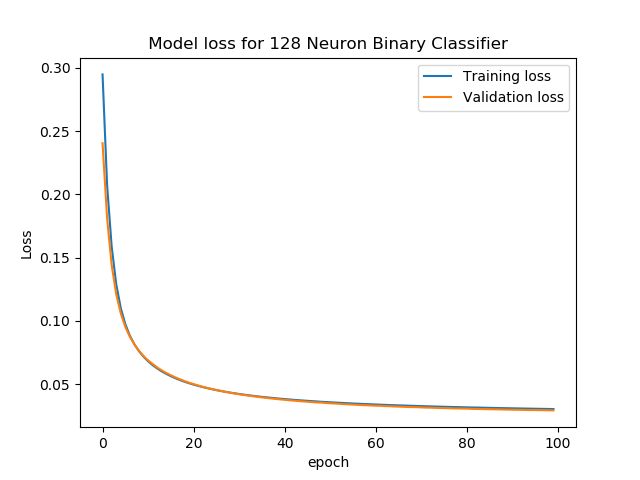 Model loss for 128 Neuron Binary Classifier
Training loss
Validation loss
Loss
0.30
0.25
0.20
0.15
0.10
0.05
0 20 40 60 80 100
epoch